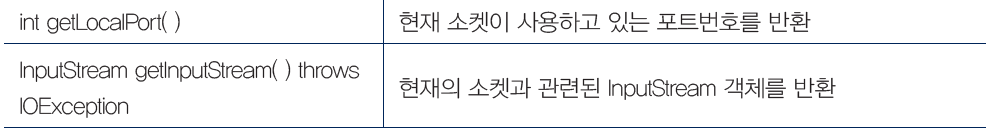 int getLocalPort( )
현재 소켓이 사용하고 있는 포트번호를 반환
InputStream getInputStream( ) throws
IOException
현재의 소켓과 관련된 InputStream 객체를 반환